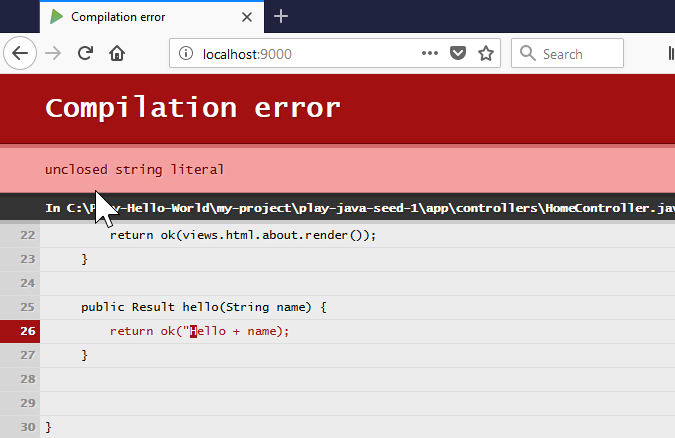 Compilation error
localhost:9000
Search
Compilation error
unclosed string literal
In C:\Play-Hello-World\my-project\play-java-seed-1\app\controllers\HomeController.jav
22 return ok(views.html.about.render());
23 }
24
25 public Result hello(String name) {
26 return ok("Hello + name);
27 }
28
29
30 }